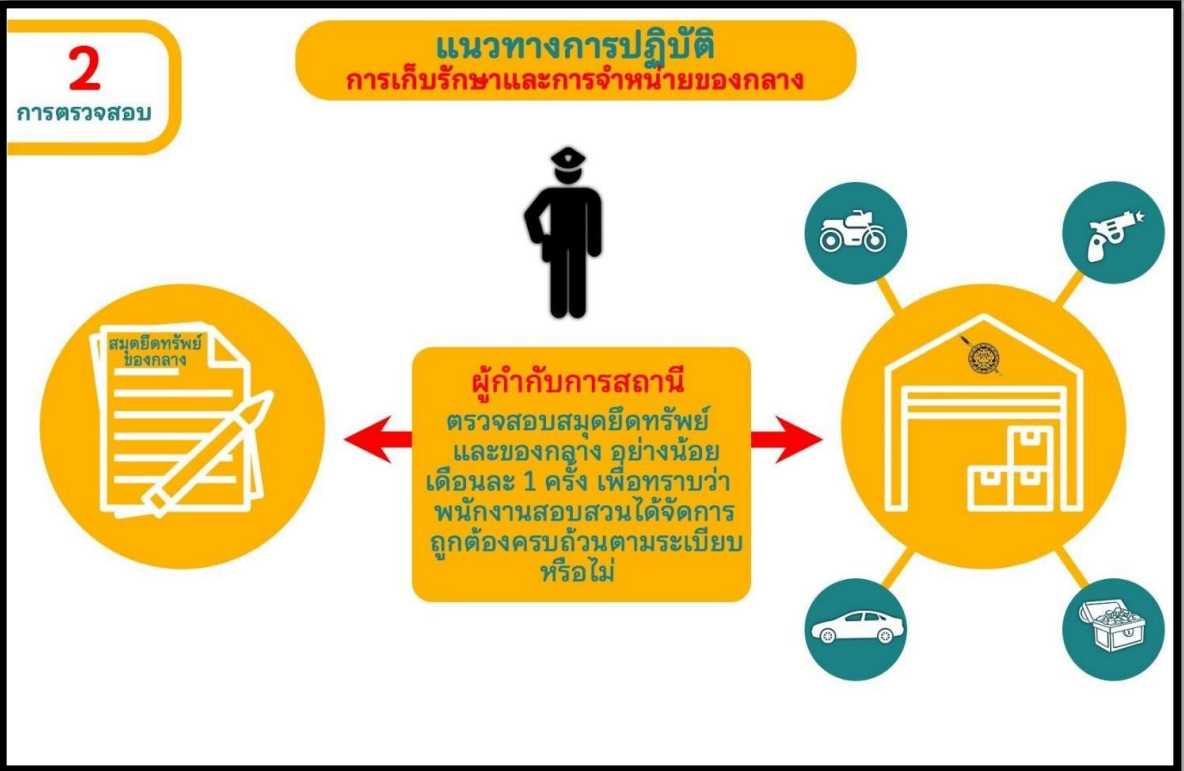 2
การตรวจสอบ
แนวทางการปฏิบัติ
การเก็บรักษาและการจำหน่ายของกลาง
สมุดยึดทรัพย์
ของกลาง
ผู้กำกับการสถานี
ตรวจสอบสมุดยึดทรัพย์
และของกลาง อย่างน้อย
เดือนละ 1 ครั้ง เพื่อทราบว่า
พนักงานสอบสวนได้จัดการ
ถูกต้องครบถ้วนตามระเบียบ
หรือไม่